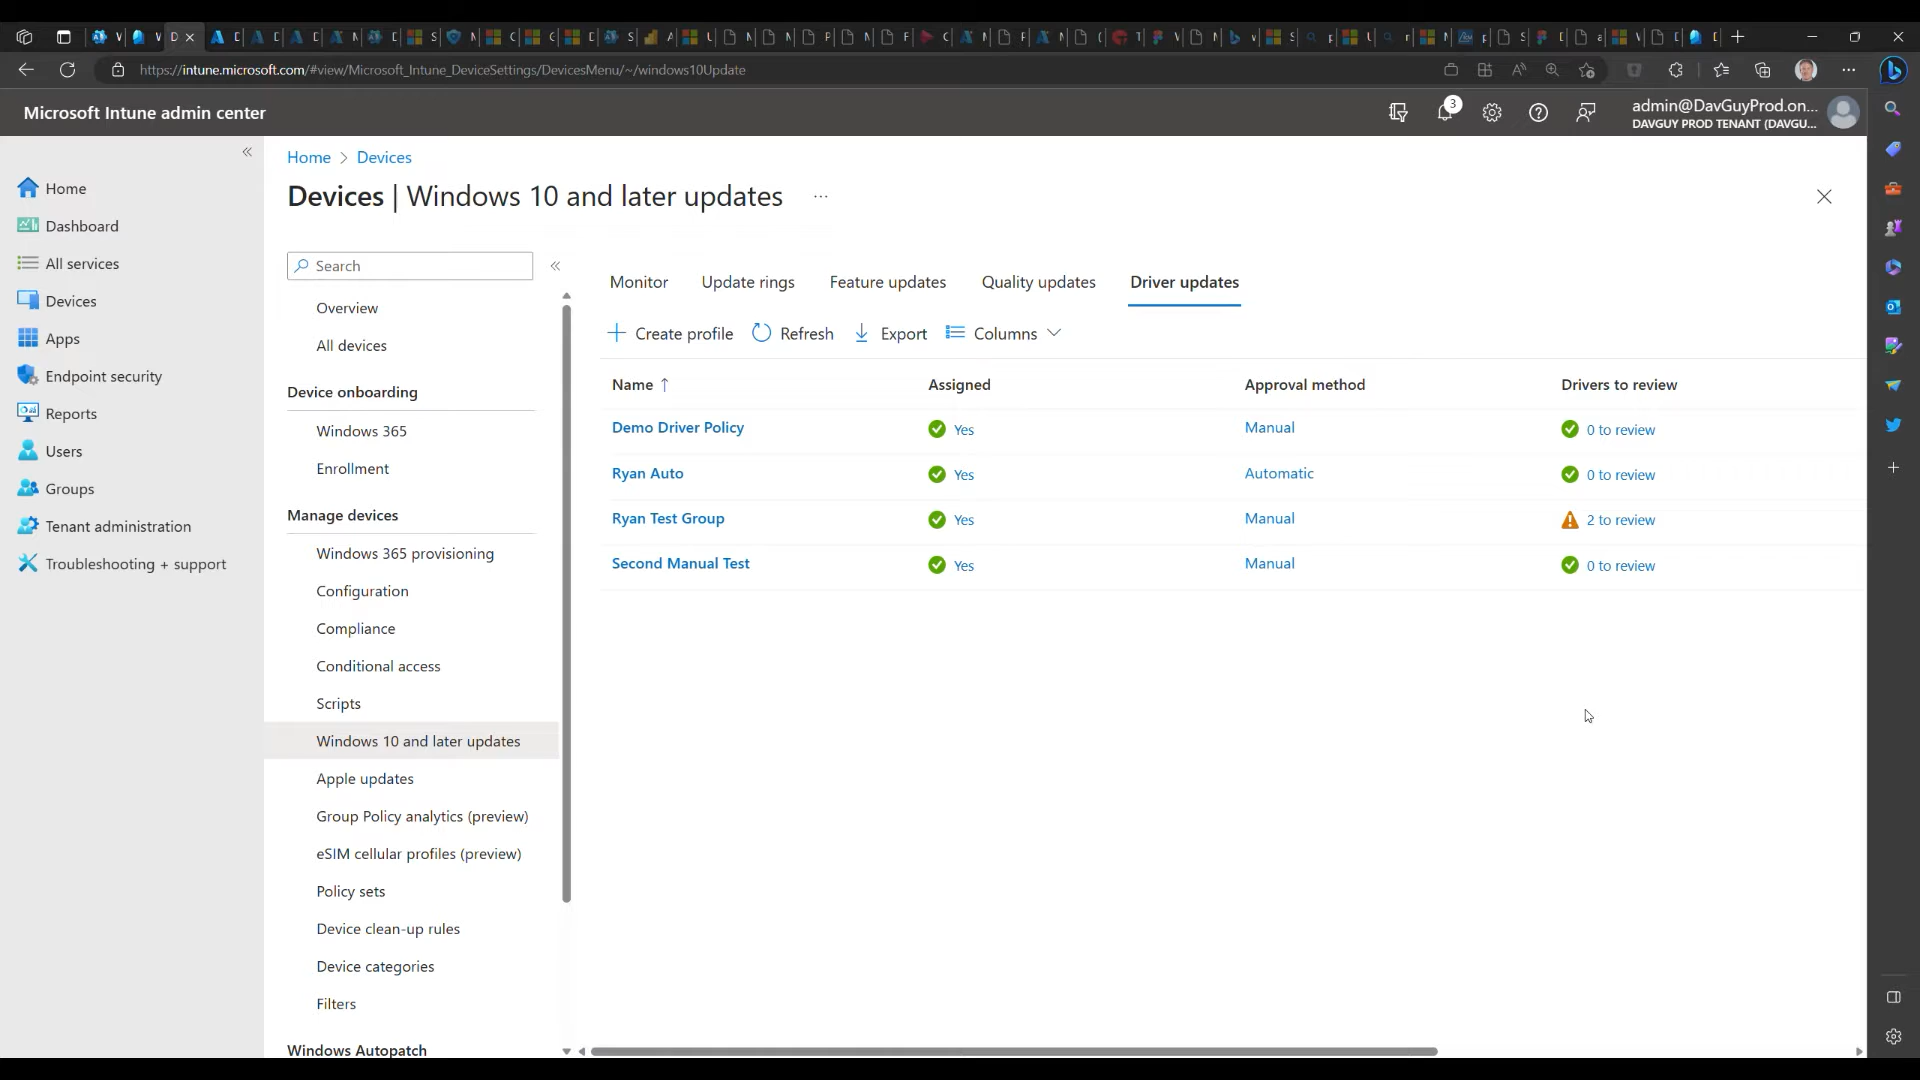 https://intune.microsoft.com/#view/Microsoft_Intune_DeviceSettings/DevicesMenu/~/windows10Update
Microsoft Intune admin center
3
admin@DavGuyProd.on...
DAVGUY PROD TENANT (DAVGU...
Home > Devices
Devices | Windows 10 and later updates ...
Home
Dashboard
All services
Devices
Apps
Endpoint security
Reports
Users
Groups
Tenant administration
Troubleshooting + support
Search
Overview
All devices
Device onboarding
Windows 365
Enrollment
Manage devices
Windows 365 provisioning
Configuration
Compliance
Conditional access
Scripts
Windows 10 and later updates
Apple updates
Group Policy analytics (preview)
eSIM cellular profiles (preview)
Policy sets
Device clean-up rules
Device categories
Filters
Windows Autopatch
Monitor Update rings Feature updates Quality updates Driver updates
Create profile Refresh Export Columns
Name ↑ Assigned Approval method Drivers to review
Demo Driver Policy Yes Manual 0 to review
Ryan Auto Yes Automatic 0 to review
Ryan Test Group Yes Manual 2 to review
Second Manual Test Yes Manual 0 to review